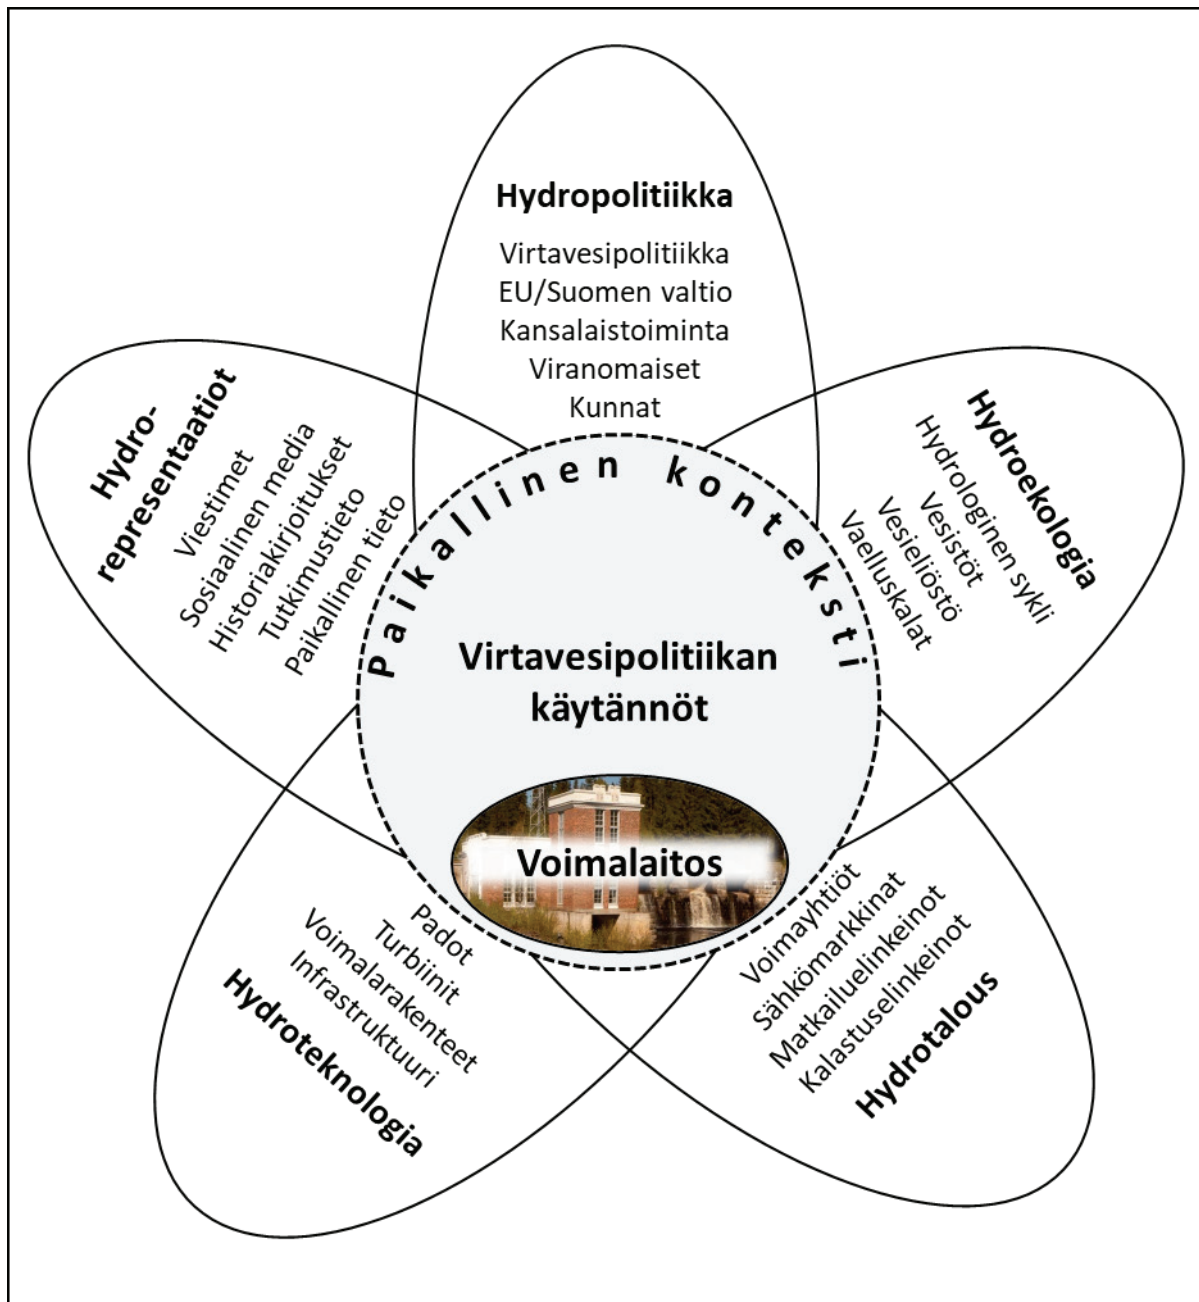 Hydropolitiikka
Virtavesipolitiikka
EU/Suomen valtio
Kansalaistoiminta
Viranomaiset
Kunnat
Hydro-
representaatiot
Viestimet
Sosiaalinen media
Historiakirjoitukset
Tutkimustieto
Paikallinen tieto
Hydroekologia
Hydrologinen sykli
Vesistöt
Vesieliöstö
Vaelluskalat
Paikallinen konteksti
Virtavesipolitiikan
käytännöt
Voimalaitos
Padot
Turbiinit
Voimalarakenteet
Infrastruktuuri
Hydroteknologia
Voimayhtiöt
Sähkömarkkinat
Matkailuelinkeinot
Kalastuselinkeinot
Hydrotalous